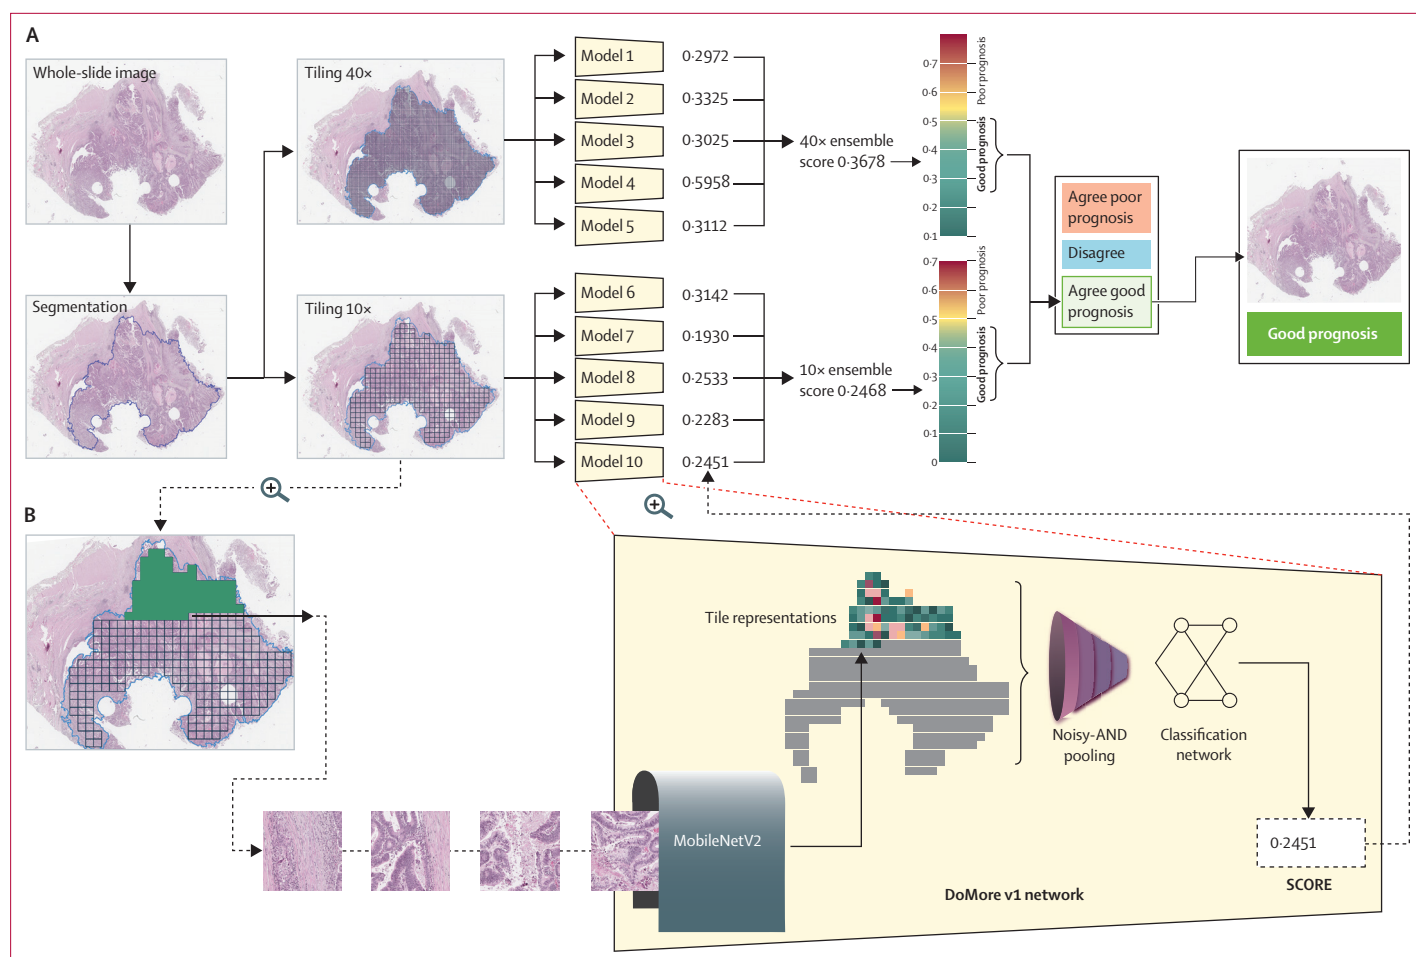 A
Whole-slide image
Tiling 40×
Model 1
0·2972
Model 2
0·3325
Model 3
0·3025
Model 4
0·5958
Model 5
0·3112
40× ensemble
score 0·3678
0·7
0·6
0·5
0·4
0·3
0·2
0·1
Poor prognosis
Good prognosis
Agree poor
prognosis
Disagree
Agree good
prognosis
Good prognosis
Segmentation
Tiling 10×
Model 6
0·3142
Model 7
0·1930
Model 8
0·2533
Model 9
0·2283
Model 10
0·2451
10× ensemble
score 0·2468
0·7
0·6
0·5
0·4
0·3
0·2
0·1
0
Poor prognosis
Good prognosis
B
Tile representations
Noisy-AND
pooling
Classification
network
MobileNetV2
0·2451
SCORE
DoMore v1 network